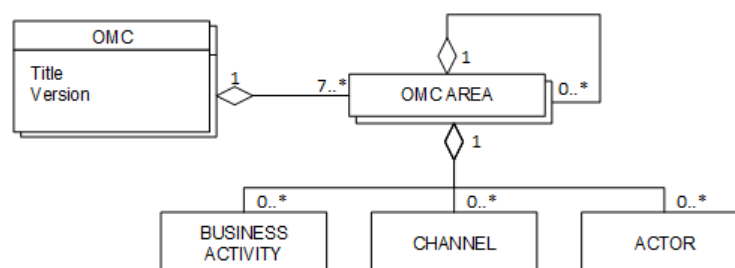 OMC
Title
Version
1
7..*
OMC AREA
1
0..*
1
0..*
0..*
0..*
BUSINESS
ACTIVITY
CHANNEL
ACTOR